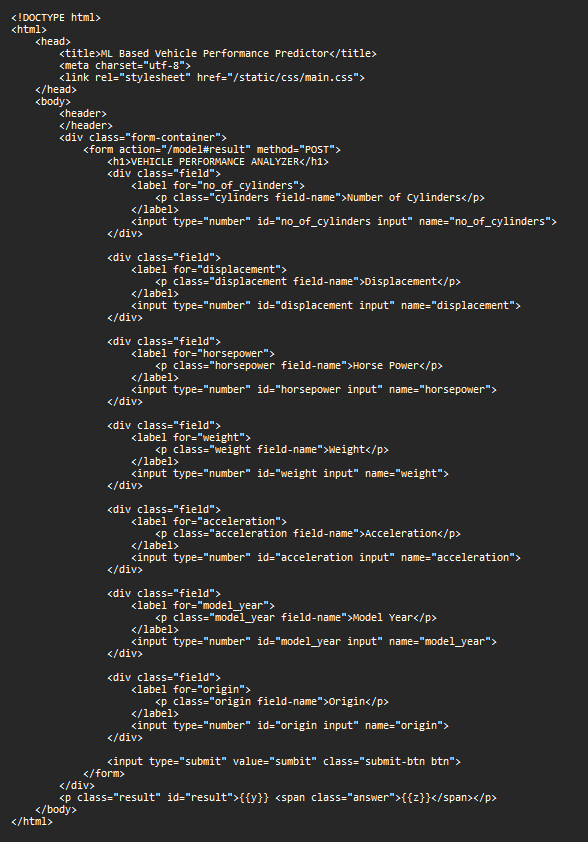 <!DOCTYPE html>
<html>
<head>
<title>ML Based Vehicle Performance Predictor</title>
<meta charset="utf-8">
<link rel="stylesheet" href="/static/css/main.css">
</head>
<body>
<header>
</header>
<div class="form-container">
<form action="/model#result" method="POST">
<h1>VEHICLE PERFORMANCE ANALYZER</h1>
<div class="field">
<label for="no_of_cylinders">
<p class="cylinders field-name">Number of Cylinders</p>
</label>
<input type="number" id="no_of_cylinders input" name="no_of_cylinders">
</div>
<div class="field">
<label for="displacement">
<p class="displacement field-name">Displacement</p>
</label>
<input type="number" id="displacement input" name="displacement">
</div>
<div class="field">
<label for="horsepower">
<p class="horsepower field-name">Horse Power</p>
</label>
<input type="number" id="horsepower input" name="horsepower">
</div>
<div class="field">
<label for="weight">
<p class="weight field-name">Weight</p>
</label>
<input type="number" id="weight input" name="weight">
</div>
<div class="field">
<label for="acceleration">
<p class="acceleration field-name">Acceleration</p>
</label>
<input type="number" id="acceleration input" name="acceleration">
</div>
<div class="field">
<label for="model_year">
<p class="model_year field-name">Model Year</p>
</label>
<input type="number" id="model_year input" name="model_year">
</div>
<div class="field">
<label for="origin">
<p class="origin field-name">Origin</p>
</label>
<input type="number" id="origin input" name="origin">
</div>
<input type="submit" value="sumbit" class="submit-btn btn">
</form>
</div>
<p class="result" id="result">{{y}} <span class="answer">{{z}}</span></p>
</body>
</html>